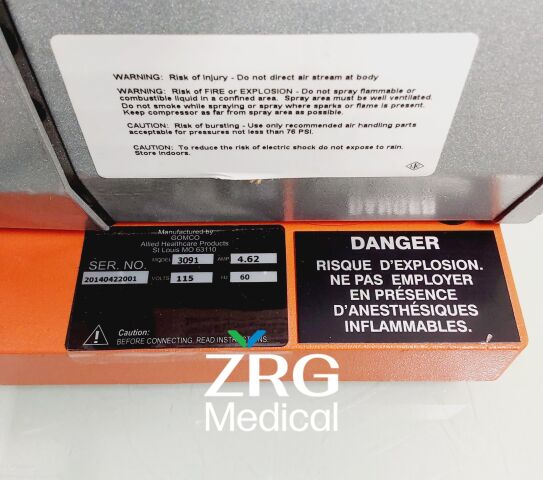 WARNING: Risk of injury - Do not direct air stream at body
WARNING: Risk of FIRE or EXPLOSION - Do not spray flammable or
combustible liquid in a confined area. Spray area must be well ventilated.
Do not smoke while spraying or spray where sparks or flame is present.
Keep compressor as far from spray area as possible.
CAUTION: Risk of bursting - Use only recommended air handling parts
acceptable for pressures not less than 76 PSI.
CAUTION: To reduce the risk of electric shock do not expose to rain.
Store indoors.
Manufactured by
GOMCO
Allied Healthcare Products
St Louis MO 63110
SER. NO. MODEL 3091 AMP 4.62
20140422001 VOLTS 115 Hz 60
Caution:
BEFORE CONNECTING, READ INSTRUCTIONS.
DANGER
RISQUE D'EXPLOSION.
NE PAS EMPLOYER
EN PRÉSENCE
D'ANESTHÉSIQUES
INFLAMMABLES.
ZRG
Medical